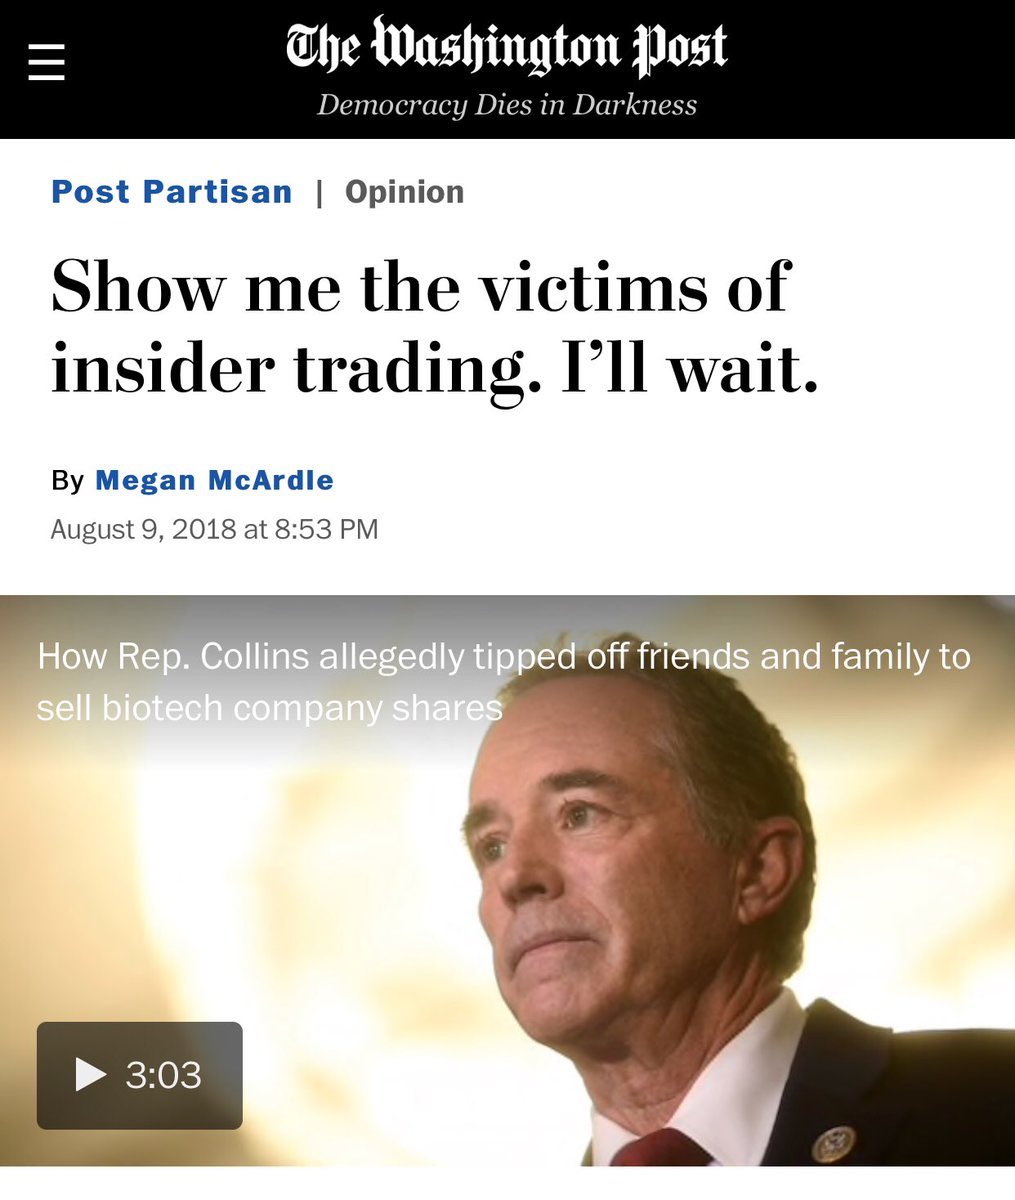 The Washington Post
Democracy Dies in Darkness
Post Partisan | Opinion
Show me the victims of
insider trading. I’ll wait.
By Megan McArdle
August 9, 2018 at 8:53 PM
How Rep. Collins allegedly tipped off friends and family to
sell biotech company shares
3:03